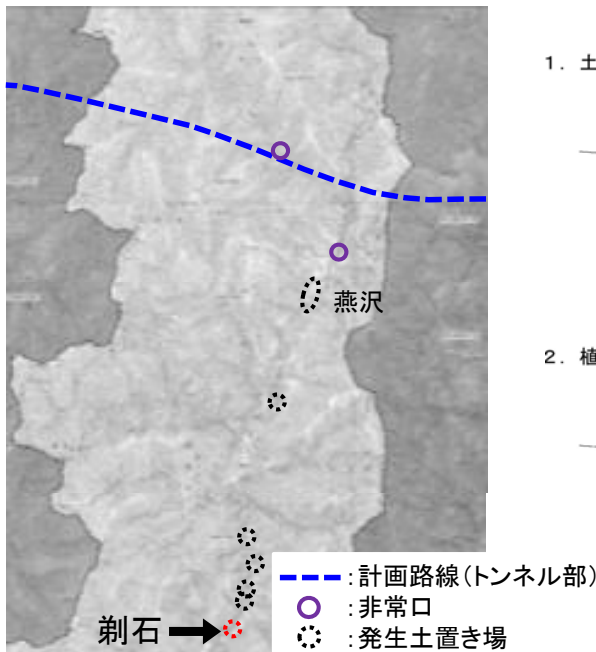 1. 土
燕沢
2. 植
:計画路線(トンネル部)
:非常口
剃石
:発生土置き場